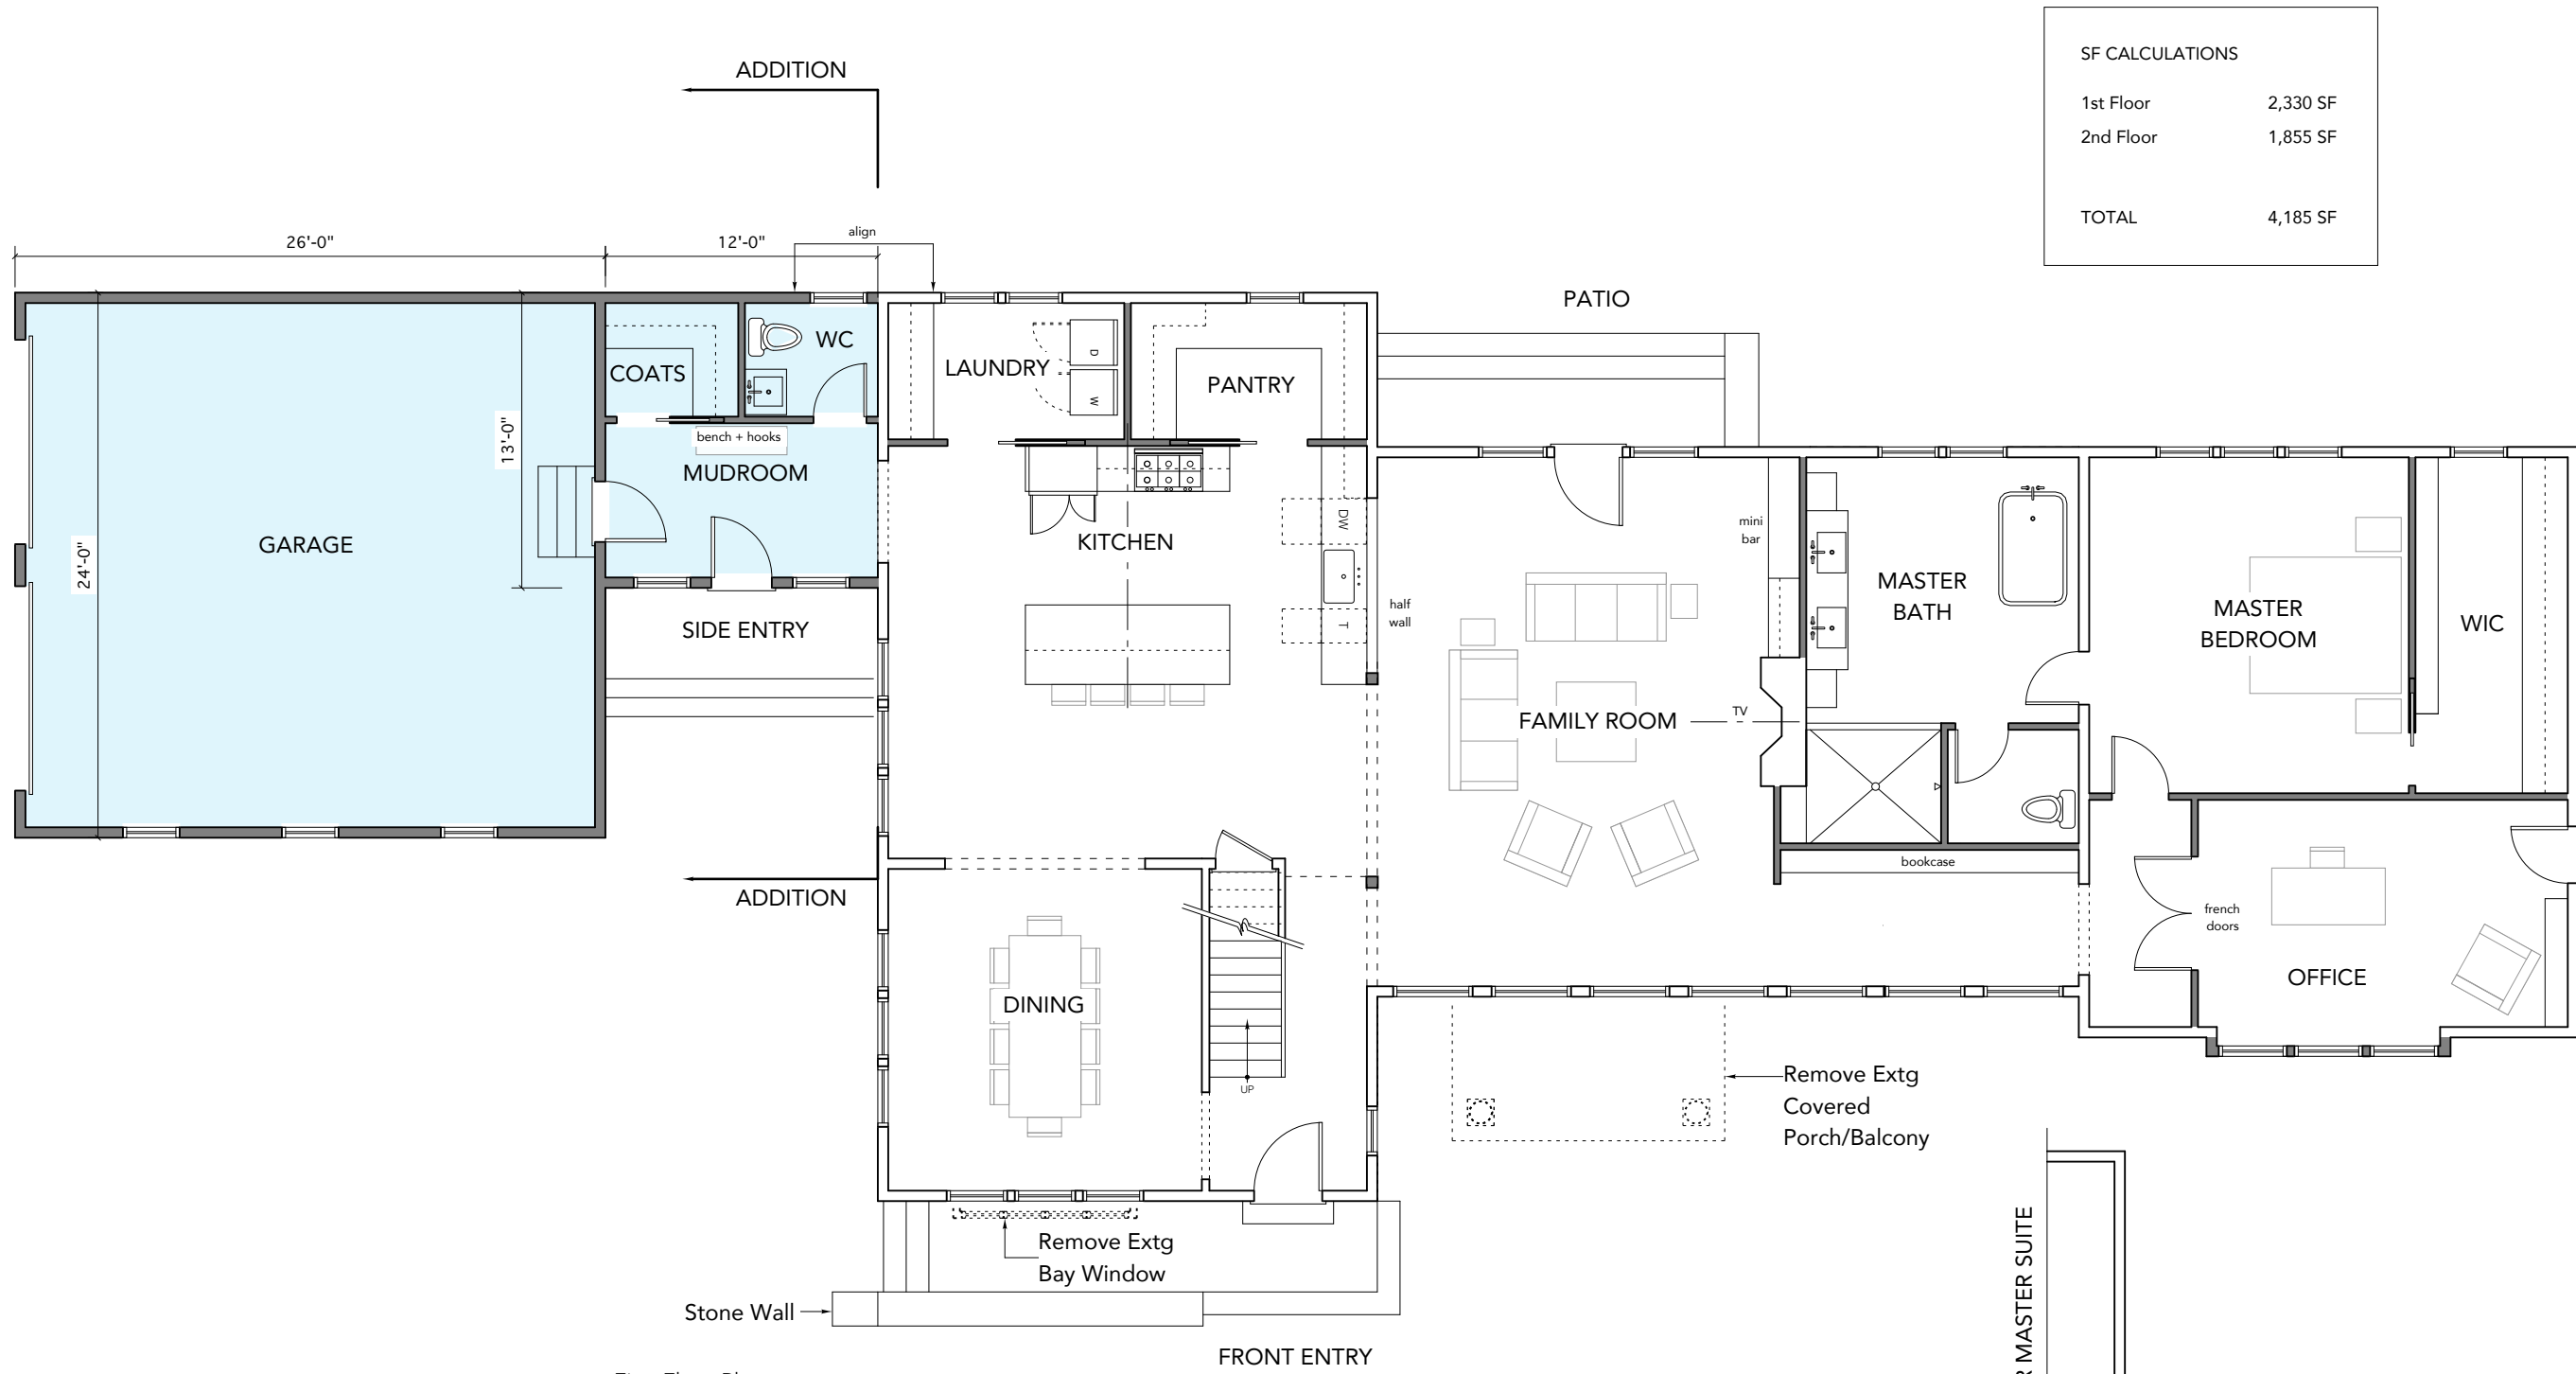 SF CALCULATIONS
1st Floor 2,330 SF
2nd Floor 1,855 SF
TOTAL 4,185 SF
ADDITION
26'-0"
12'-0"
align
PATIO
WC
COATS
LAUNDRY
D
W
PANTRY
13'-0"
bench + hooks
MUDROOM
24'-0"
GARAGE
KITCHEN
DW
T
mini
bar
half
wall
SIDE ENTRY
MASTER
BATH
MASTER
BEDROOM
WIC
FAMILY ROOM
TV
bookcase
ADDITION
french
doors
OFFICE
DINING
UP
Remove Extg
Covered
Porch/Balcony
Remove Extg
Bay Window
Stone Wall
FRONT ENTRY
MASTER SUITE